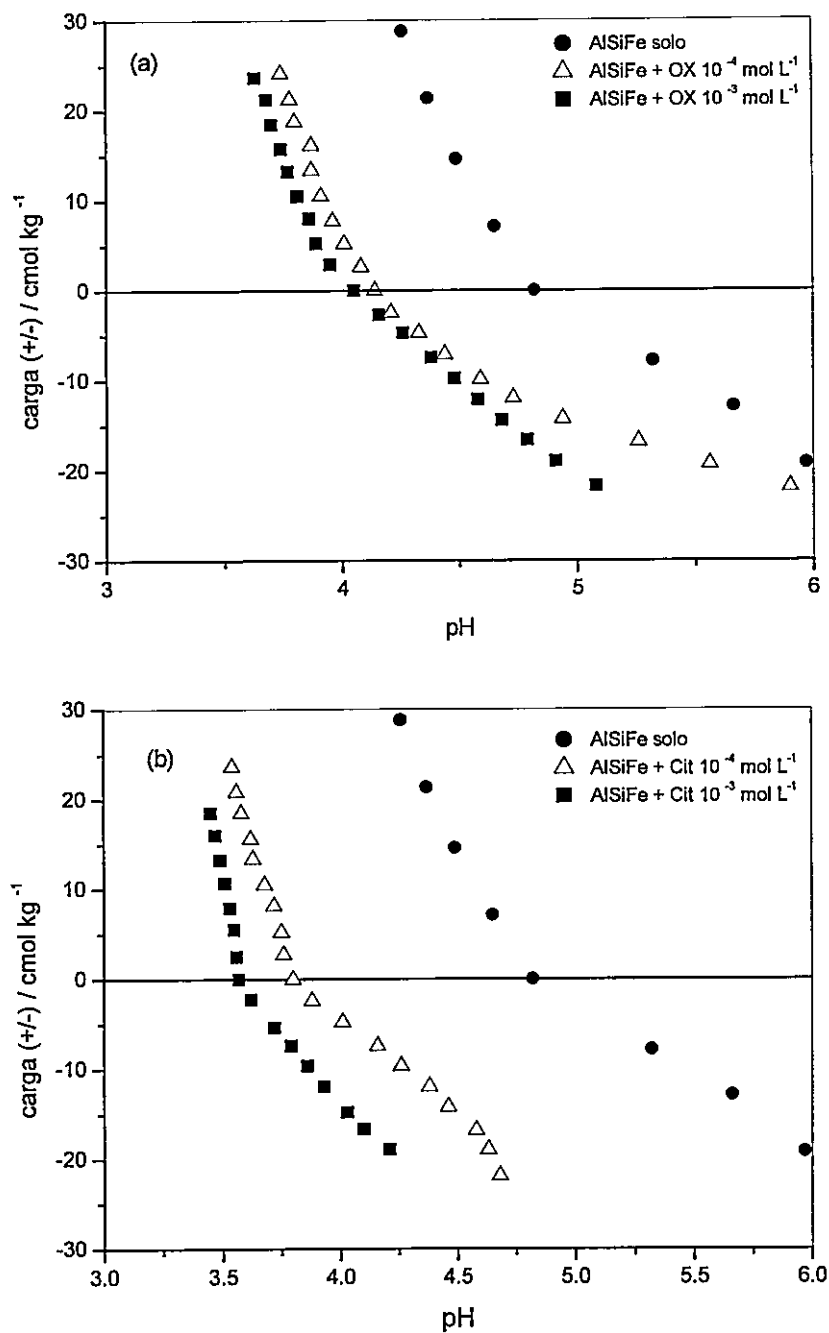 (a)
AlSiFe solo
AlSiFe + OX 10⁻⁴ mol L⁻¹
AlSiFe + OX 10⁻³ mol L⁻¹
30
20
10
0
-10
-20
-30
carga (+/-) / cmol kg⁻¹
3 4 5 6
pH
(b)
AlSiFe solo
AlSiFe + Cit 10⁻⁴ mol L⁻¹
AlSiFe + Cit 10⁻³ mol L⁻¹
30
20
10
0
-10
-20
-30
carga (+/-) / cmol kg⁻¹
3.0 3.5 4.0 4.5 5.0 5.5 6.0
pH